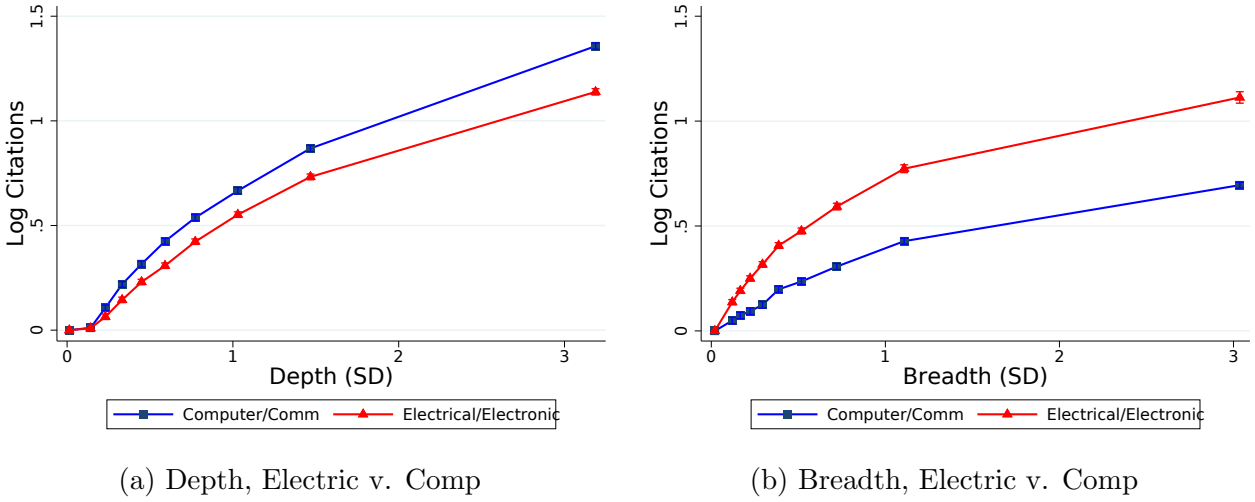 Log Citations
1.5
1
.5
0
0
1
2
3
Depth (SD)
Computer/Comm
Electrical/Electronic
(a) Depth, Electric v. Comp
Log Citations
1.5
1
.5
0
0
1
2
3
Breadth (SD)
Computer/Comm
Electrical/Electronic
(b) Breadth, Electric v. Comp